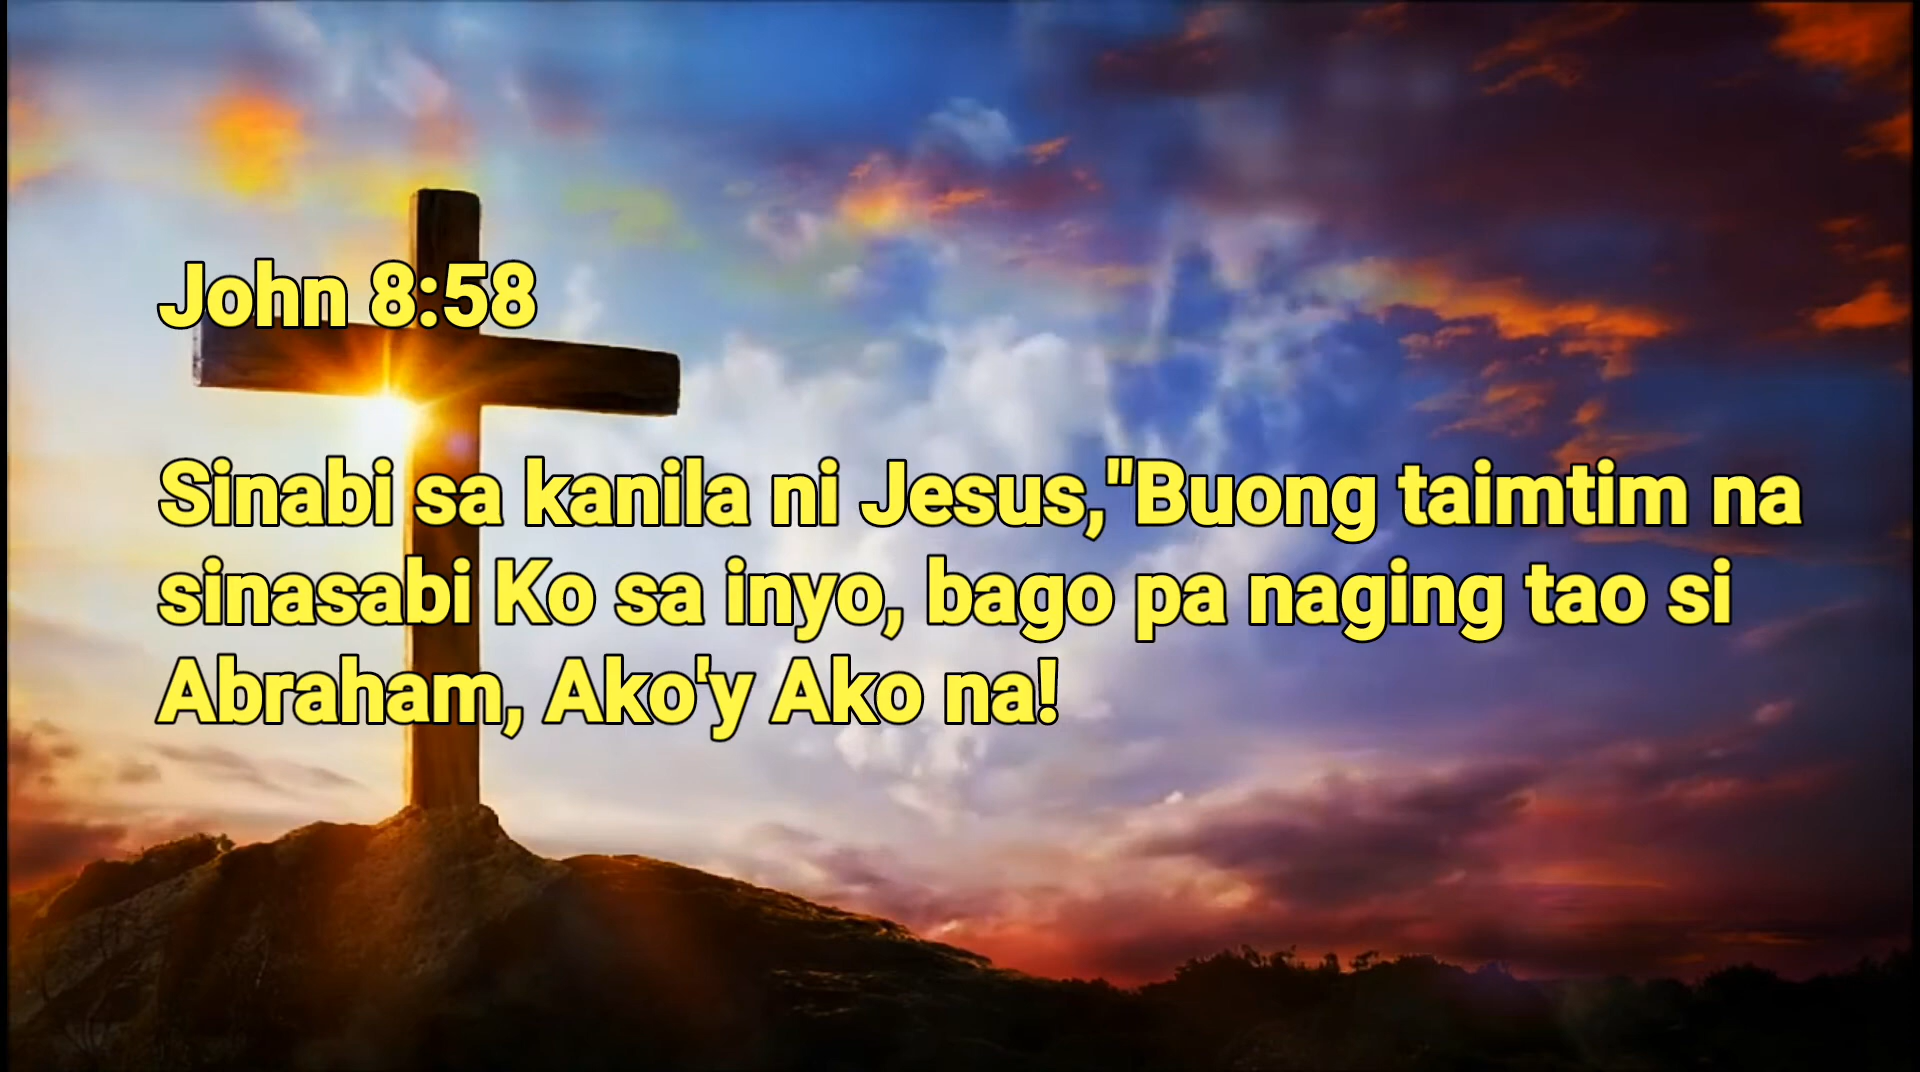 John 8:58
Sinabi sa kanila ni Jesus,"Buong taimtim na
sinasabi Ko sa inyo, bago pa naging tao si
Abraham, Ako'y Ako na!